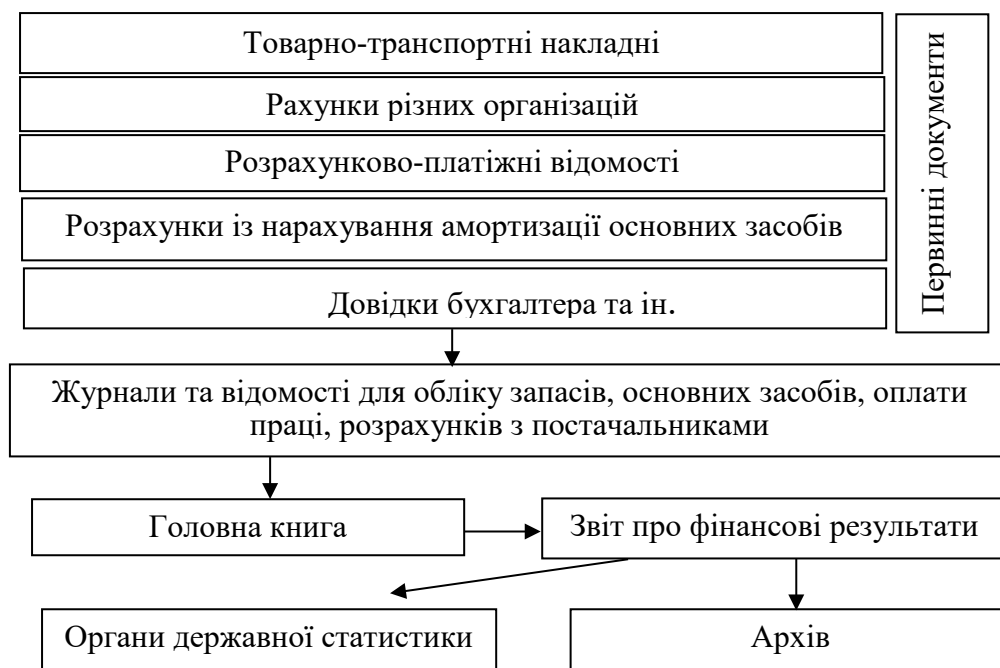 Товарно-транспортні накладні
Рахунки різних організацій
Розрахунково-платіжні відомості
Розрахунки із нарахування амортизації основних засобів
Довідки бухгалтера та ін.
Первинні документи
Журнали та відомості для обліку запасів, основних засобів, оплати
праці, розрахунків з постачальниками
Головна книга
Звіт про фінансові результати
Органи державної статистики
Архів